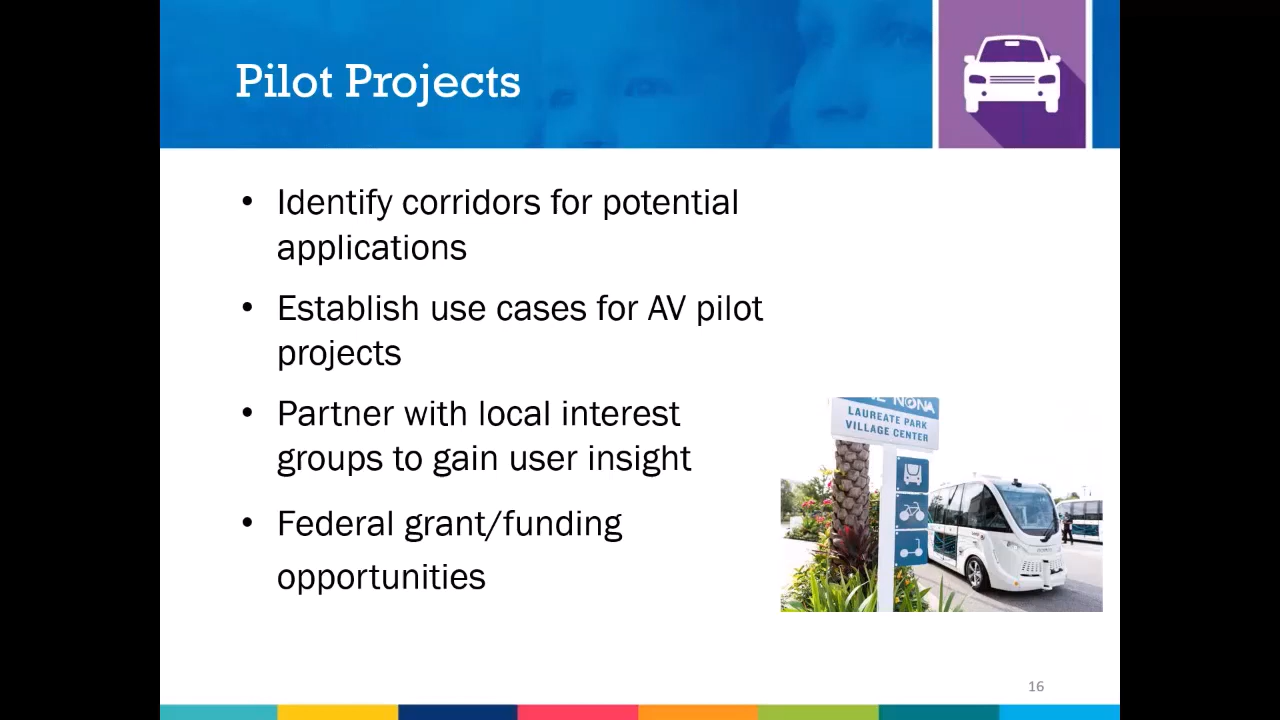 Pilot Projects
• Identify corridors for potential
applications
• Establish use cases for AV pilot
projects
• Partner with local interest
groups to gain user insight
• Federal grant/funding
opportunities
NONA
LAUREATE PARK
VILLAGE CENTER
16